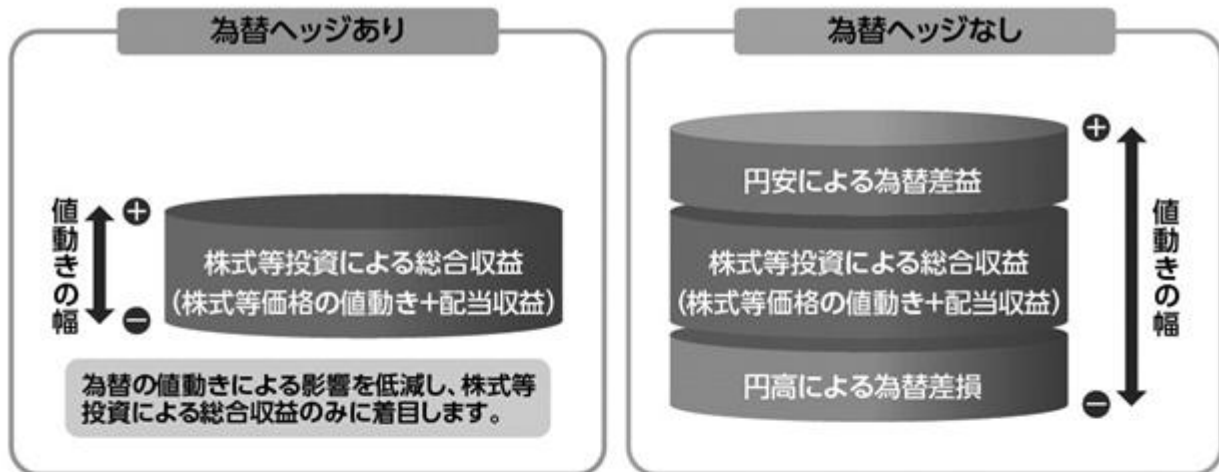 為替ヘッジあり
値動きの幅
+
株式等投資による総合収益
(株式等価格の値動き+配当収益)
−
為替の値動きによる影響を低減し、株式等
投資による総合収益のみに着目します。
為替ヘッジなし
+
円安による為替差益
株式等投資による総合収益
(株式等価格の値動き+配当収益)
円高による為替差損
−
値動きの幅